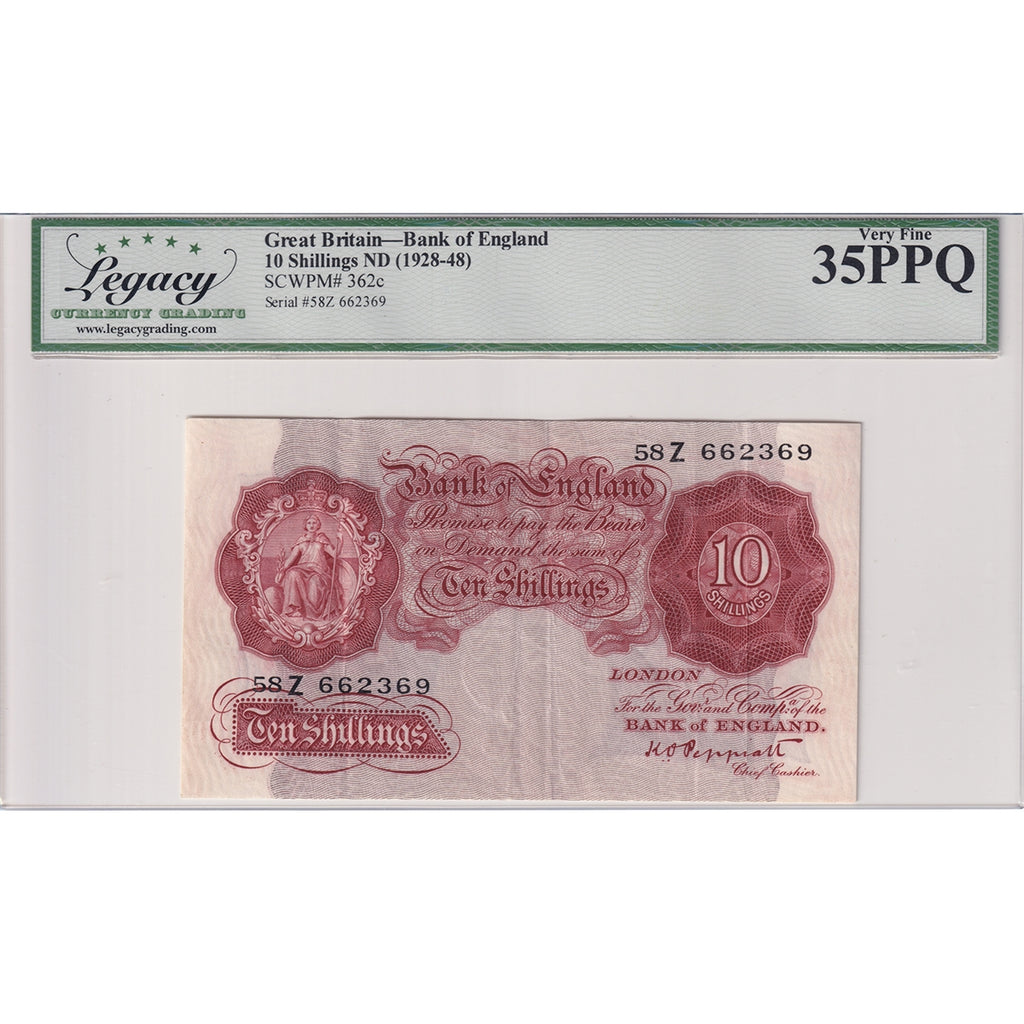 Legacy
CURRENCY GRADING
www.legacygrading.com
Great Britain—Bank of England
10 Shillings ND (1928-48)
SCWPM# 362c
Serial #58Z 662369
Very Fine
35PPQ
58Z 662369
Bank of England
Promise to pay the Bearer
on Demand the sum of
Ten Shillings
10
SHILLINGS
58Z 662369
Ten Shillings
LONDON
For the Govr. and Compa. of the
BANK of ENGLAND.
K.O. Peppiatt
Chief Cashier.